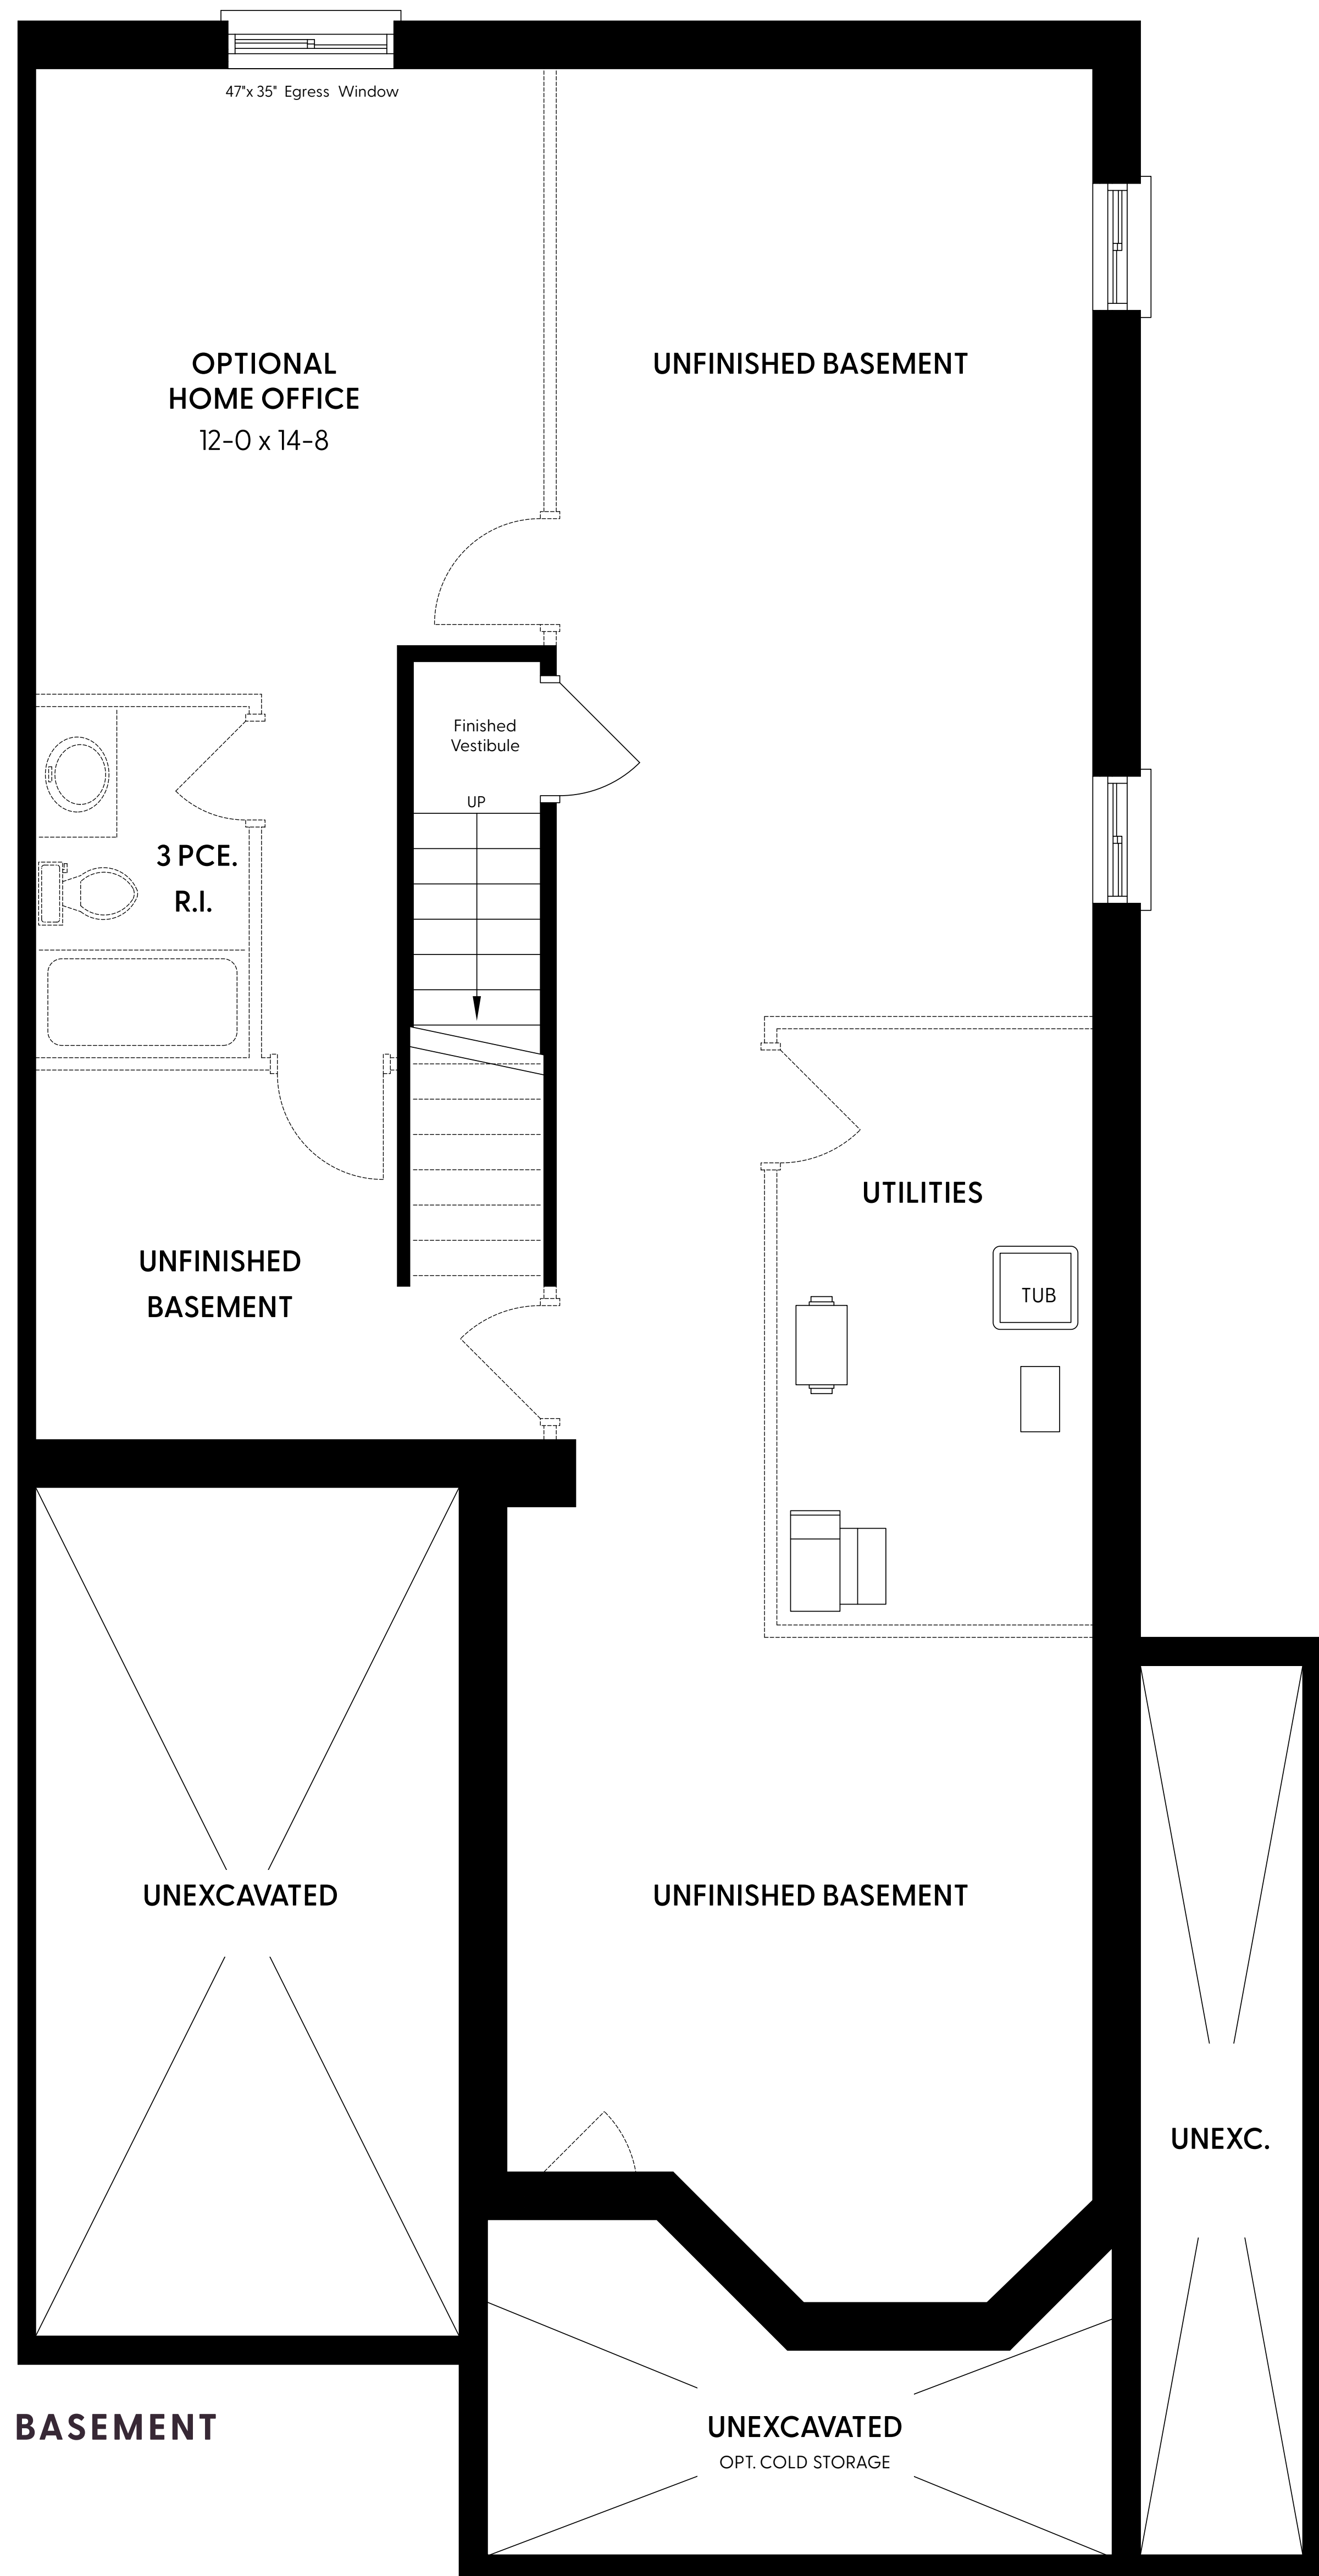 47"x 35" Egress Window
OPTIONAL
HOME OFFICE
12-0 x 14-8
UNFINISHED BASEMENT
Finished
Vestibule
UP
3 PCE.
R.I.
UTILITIES
TUB
UNFINISHED
BASEMENT
UNEXCAVATED
UNFINISHED BASEMENT
UNEXC.
BASEMENT
UNEXCAVATED
OPT. COLD STORAGE